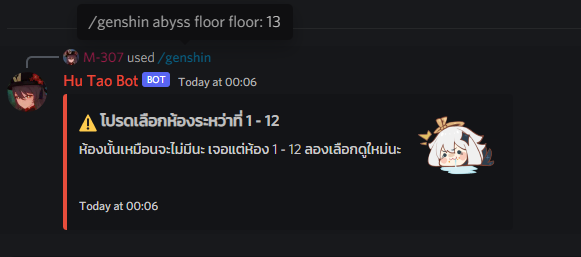 /genshin abyss floor floor: 13
M-307 used /genshin
Hu Tao Bot BOT Today at 00:06
⚠️ โปรดเลือกห้องระหว่าที่ 1 - 12
ห้องนั้นเหมือนจะไม่มีนะ เจอแต่ห้อง 1 - 12 ลองเลือกดูใหม่นะ
Today at 00:06